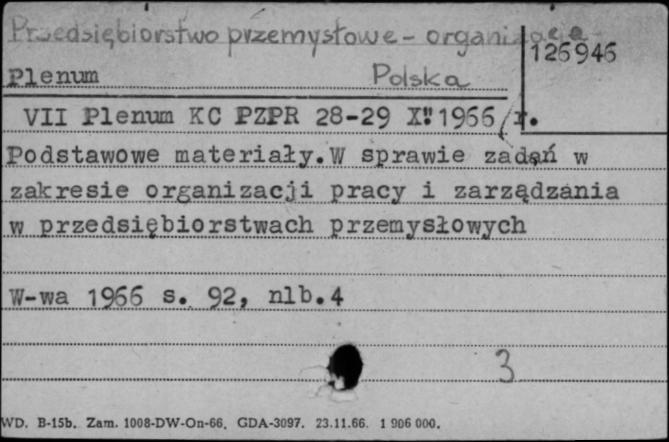 Przedsiębiorstwo przemysłowe - organizacja
126946
Plenum Polska
VII Plenum KC PZPR 28-29 X. 1966 r.
Podstawowe materiały.W sprawie zadań w
zakresie organizacji pracy i zarządzania
w przedsiębiorstwach przemysłowych
W-wa 1966 s. 92, nlb.4
3
WD. B-15b. Zam. 1008-DW-On-66. GDA-3097. 23.11.66. 1 906 000.